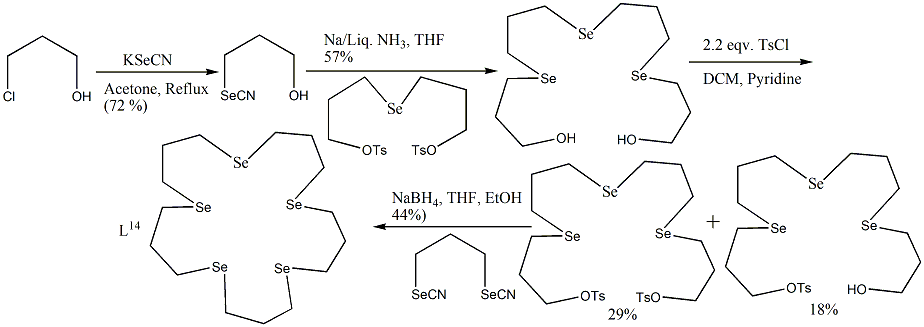 Cl
OH
KSeCN
Acetone, Reflux
(72 %)
SeCN
OH
Na/Liq. NH3, THF
57%
Se
OTs
TsO
Se
Se
Se
OH
HO
2.2 eqv. TsCl
DCM, Pyridine
Se
Se
Se
OTs
TsO
29%
+
Se
Se
Se
OTs
HO
18%
NaBH4, THF, EtOH
44%)
SeCN
SeCN
L14
Se
Se
Se
Se
Se